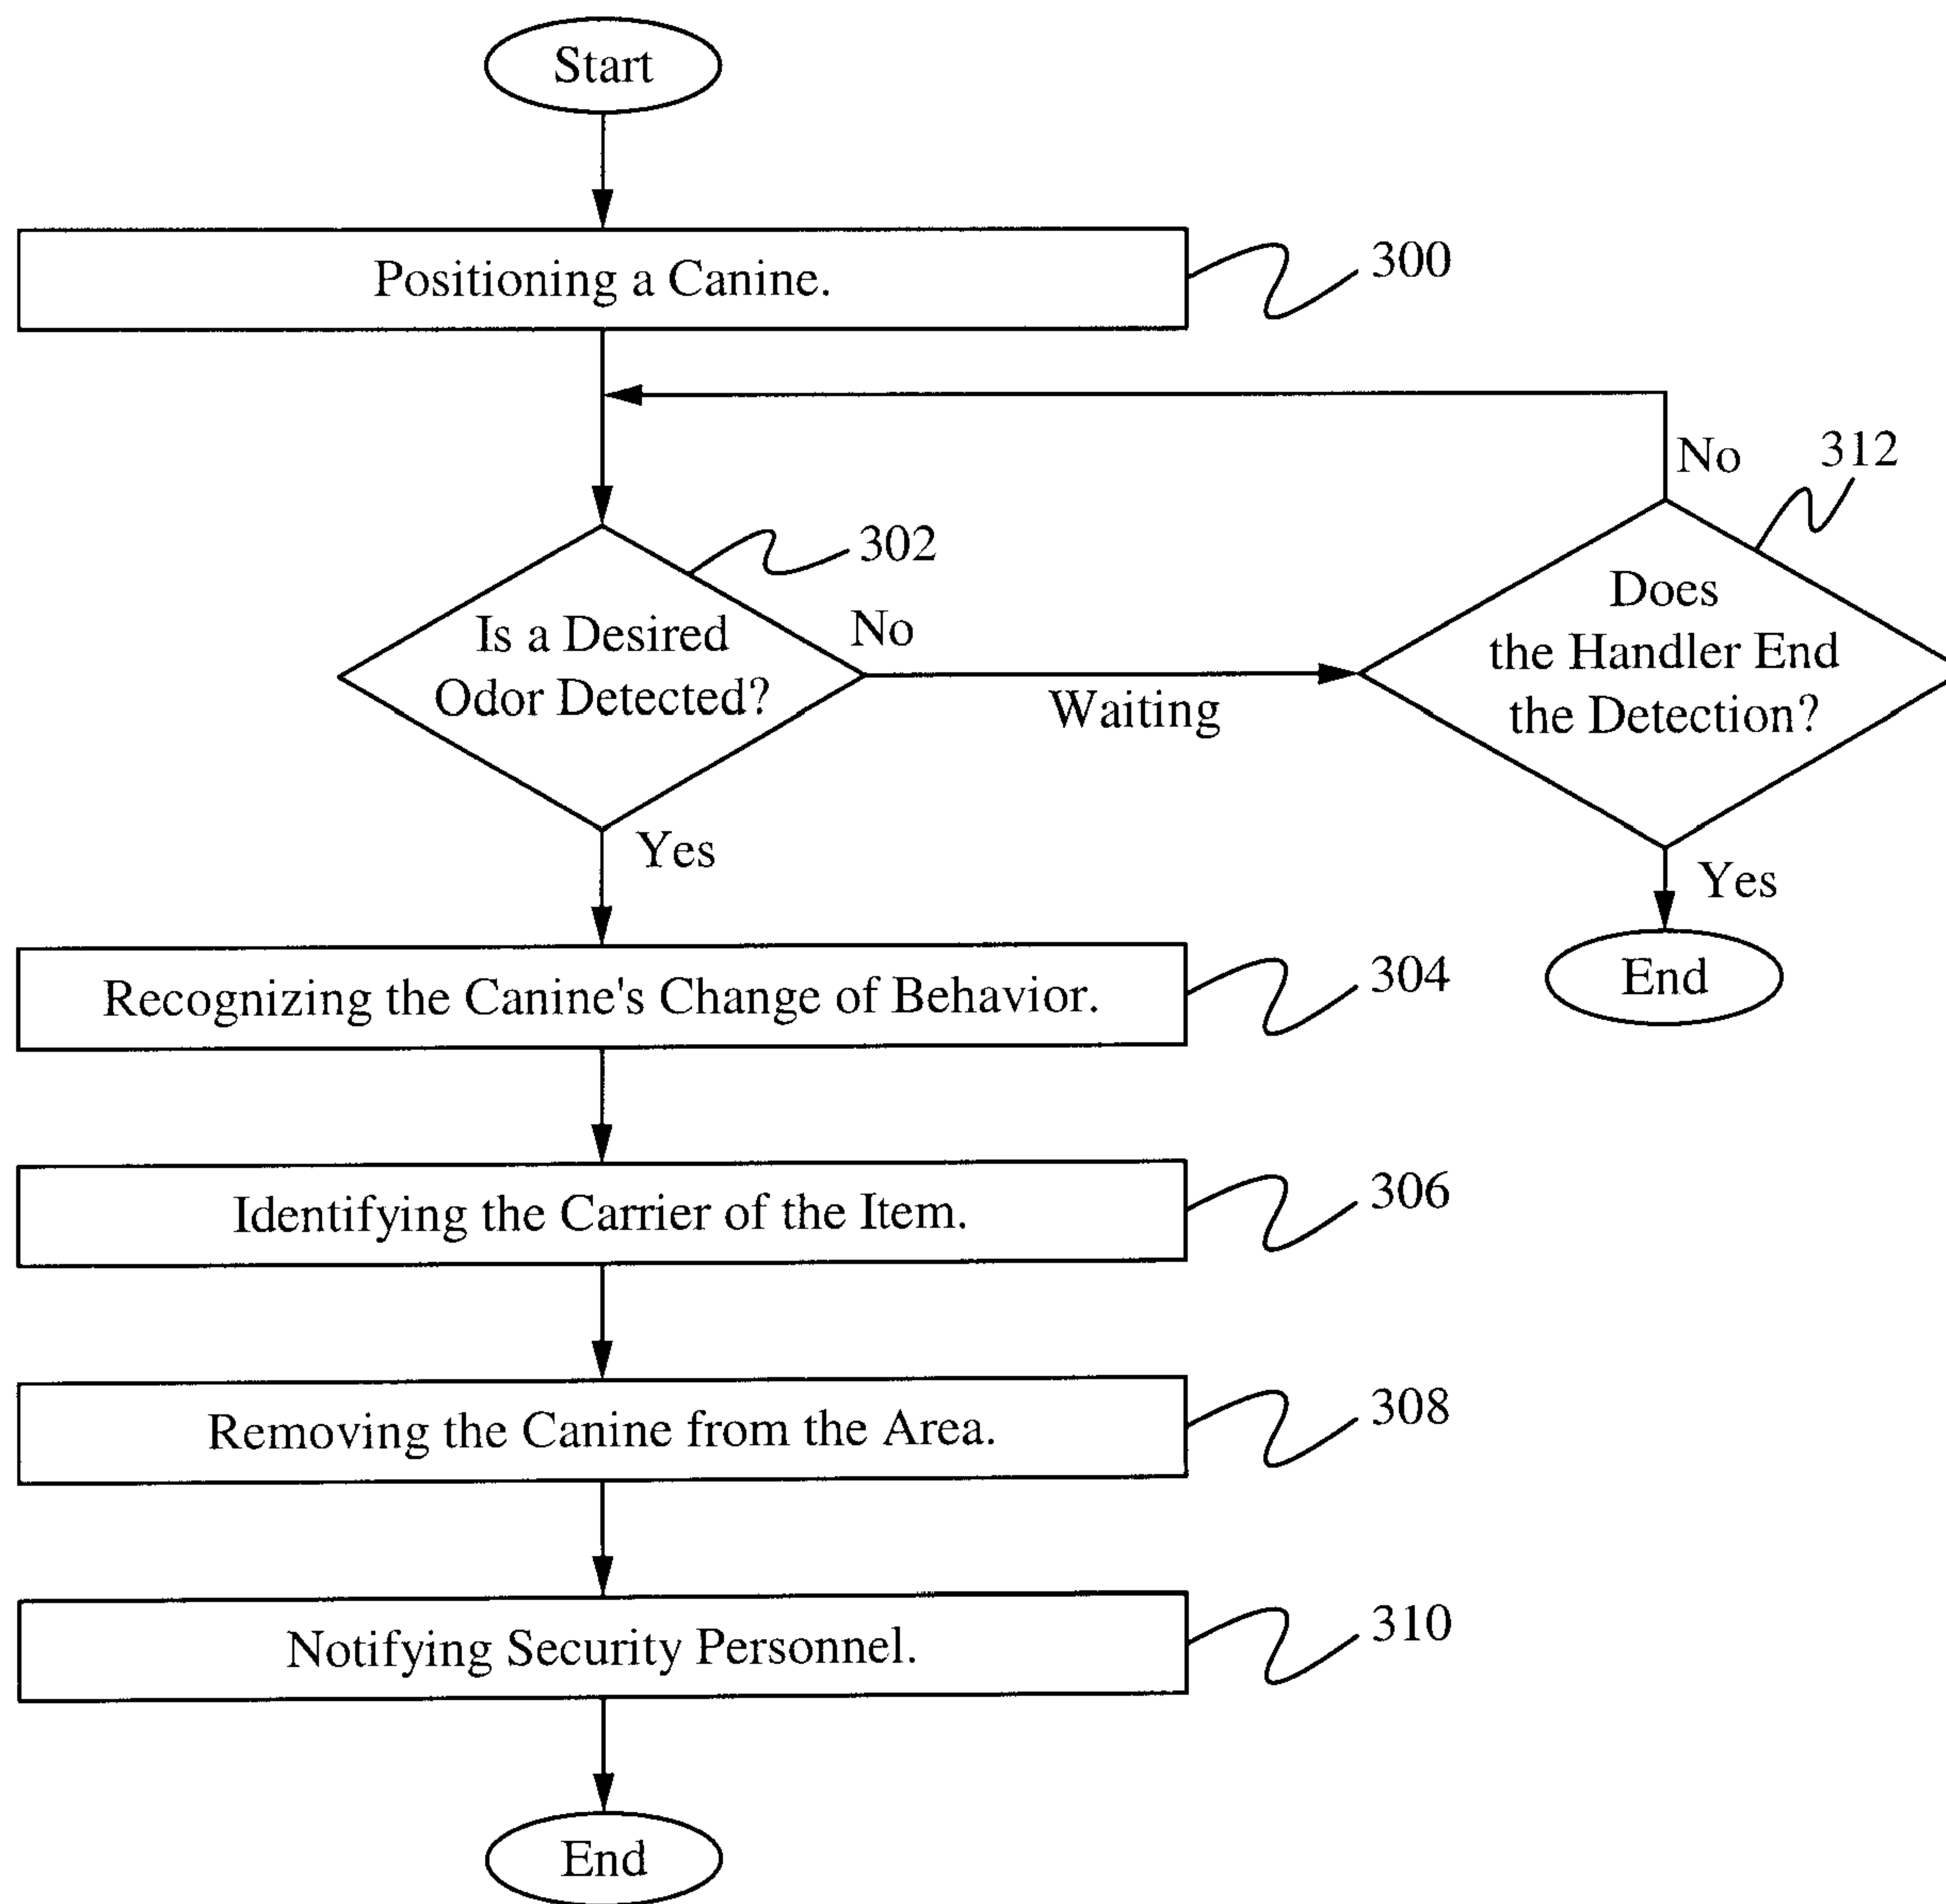 Start
Positioning a Canine.
300
No
312
302
Is a Desired
Odor Detected?
No
Waiting
Does
the Handler End
the Detection?
Yes
Yes
Recognizing the Canine's Change of Behavior.
304
End
Identifying the Carrier of the Item.
306
Removing the Canine from the Area.
308
Notifying Security Personnel.
310
End